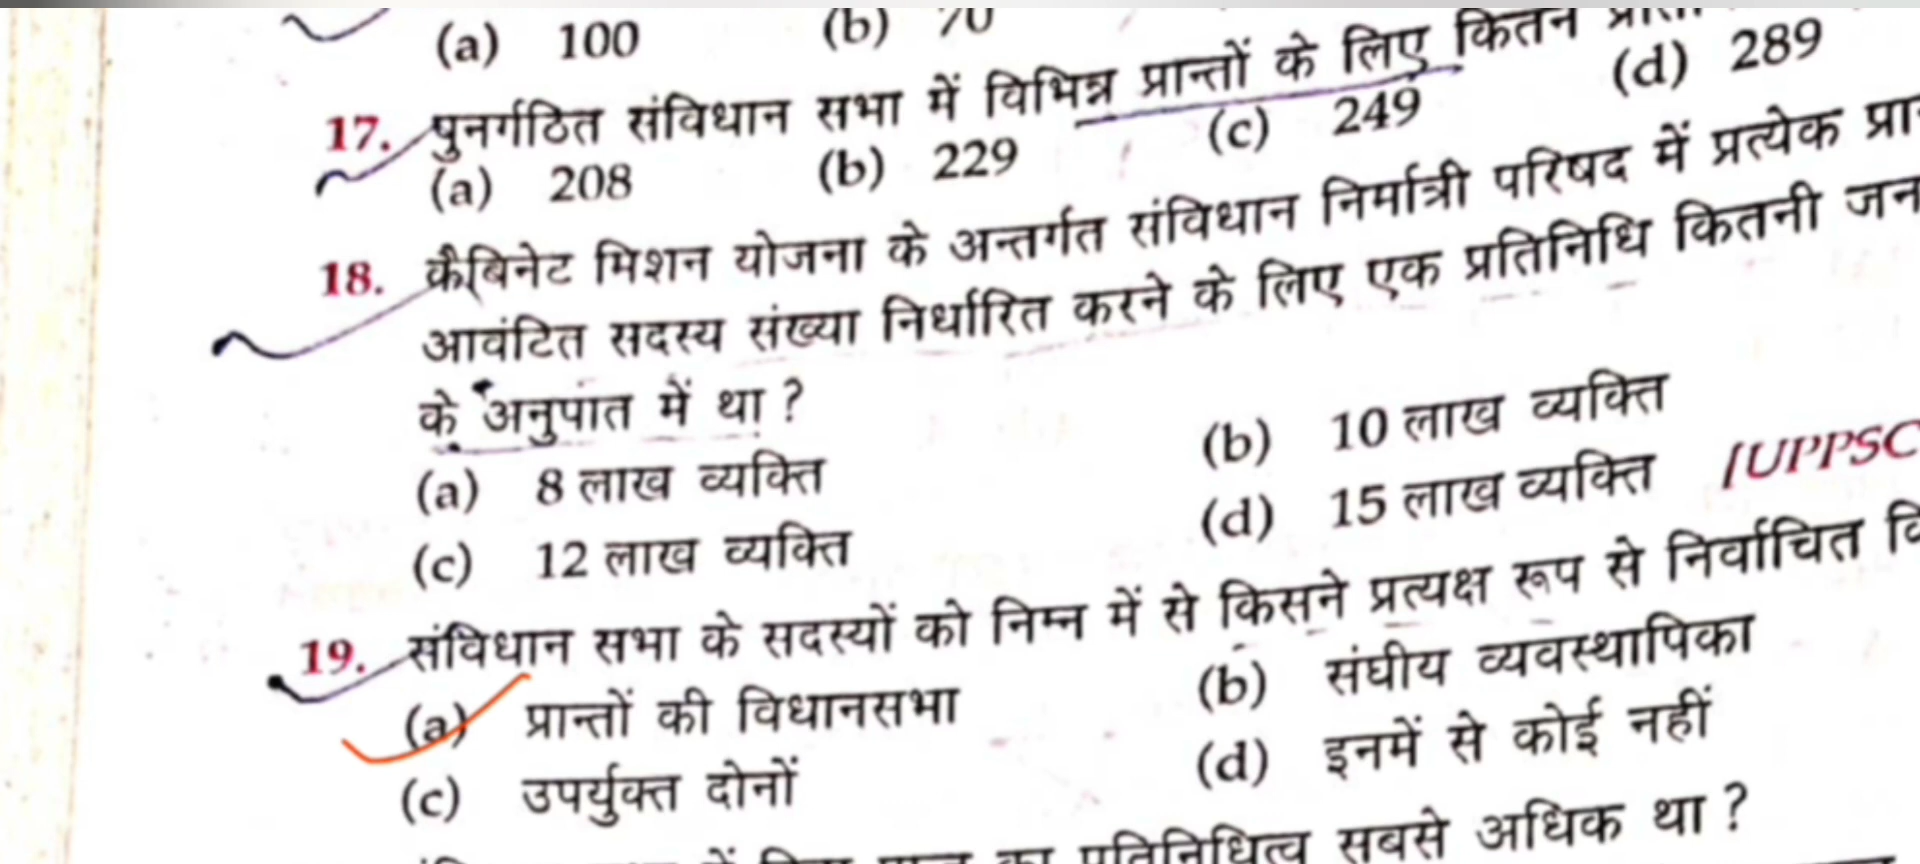 (a) 100 (b) 70
17. पुनर्गठित संविधान सभा में विभिन्न प्रान्तों के लिए कितने
(a) 208 (b) 229 (c) 249 (d) 289
18. कैबिनेट मिशन योजना के अन्तर्गत संविधान निर्मात्री परिषद में प्रत्येक
आवंटित सदस्य संख्या निर्धारित करने के लिए एक प्रतिनिधि कितनी
के अनुपात में था ?
(a) 8 लाख व्यक्ति (b) 10 लाख व्यक्ति
(c) 12 लाख व्यक्ति (d) 15 लाख व्यक्ति [UPPSC
19. संविधान सभा के सदस्यों को निम्न में से किसने प्रत्यक्ष रूप से निर्वाचित
(a) प्रान्तों की विधानसभा (b) संघीय व्यवस्थापिका
(c) उपर्युक्त दोनों (d) इनमें से कोई नहीं
का प्रतिनिधित्व सबसे अधिक था ?